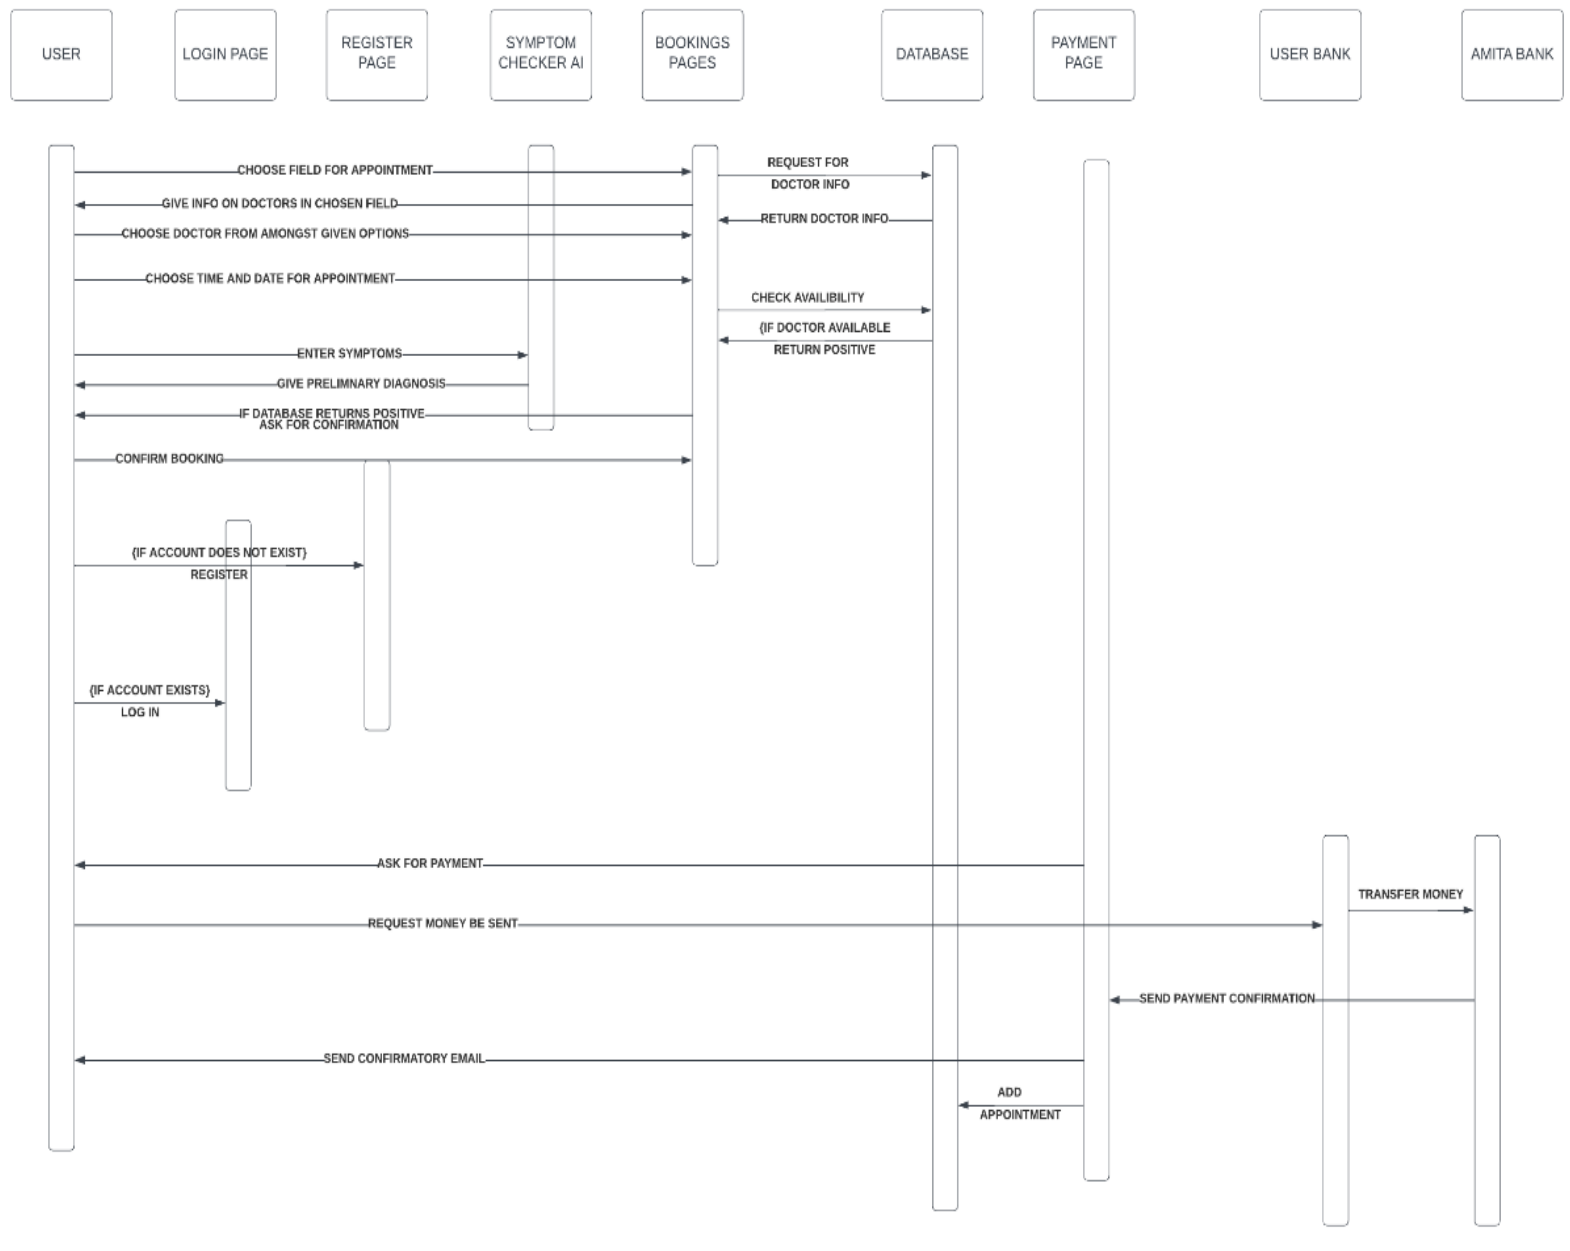 USER
LOGIN PAGE
REGISTER
PAGE
SYMPTOM
CHECKER AI
BOOKINGS
PAGES
DATABASE
PAYMENT
PAGE
USER BANK
AMITA BANK
CHOOSE FIELD FOR APPOINTMENT
REQUEST FOR
DOCTOR INFO
GIVE INFO ON DOCTORS IN CHOSEN FIELD
RETURN DOCTOR INFO
CHOOSE DOCTOR FROM AMONGST GIVEN OPTIONS
CHOOSE TIME AND DATE FOR APPOINTMENT
CHECK AVAILIBILITY
{IF DOCTOR AVAILABLE
RETURN POSITIVE
ENTER SYMPTOMS
GIVE PRELIMNARY DIAGNOSIS
IF DATABASE RETURNS POSITIVE
ASK FOR CONFIRMATION
CONFIRM BOOKING
{IF ACCOUNT DOES NOT EXIST}
REGISTER
{IF ACCOUNT EXISTS}
LOG IN
ASK FOR PAYMENT
TRANSFER MONEY
REQUEST MONEY BE SENT
SEND PAYMENT CONFIRMATION
SEND CONFIRMATORY EMAIL
ADD
APPOINTMENT